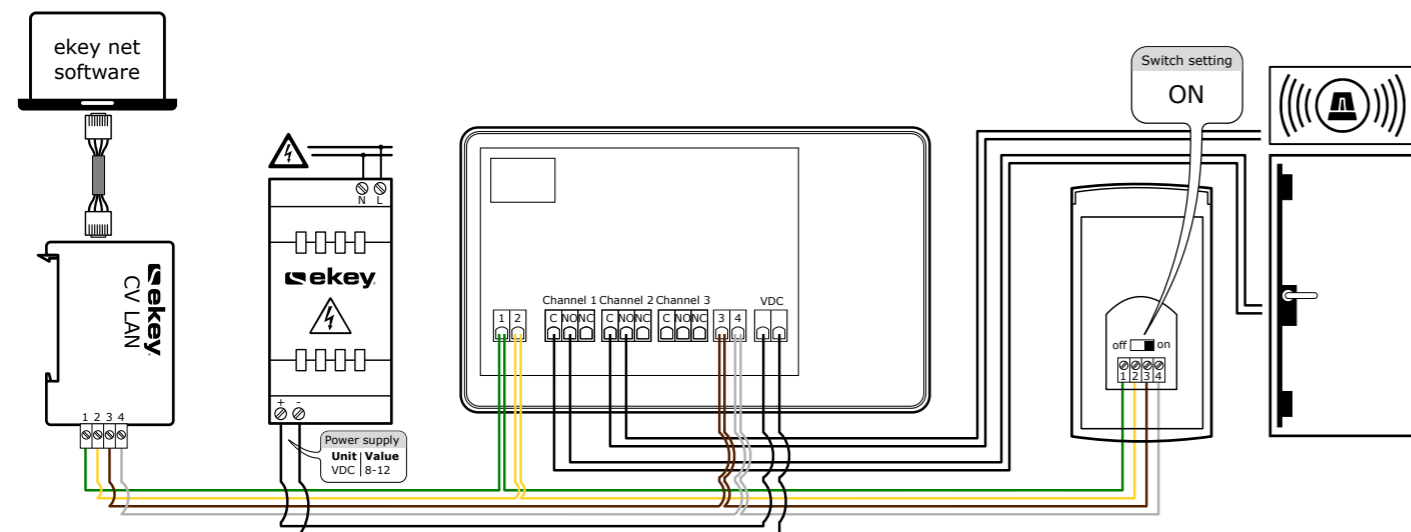 ekey net
software
Switch setting
ON
N L
ekey
ekey
CV LAN
Channel 1 Channel 2 Channel 3 VDC
1 2 C NO NC C NO NC C NO NC 3 4
off on
1 2 3 4
+ -
1 2 3 4
Power supply
Unit | Value
VDC | 8-12